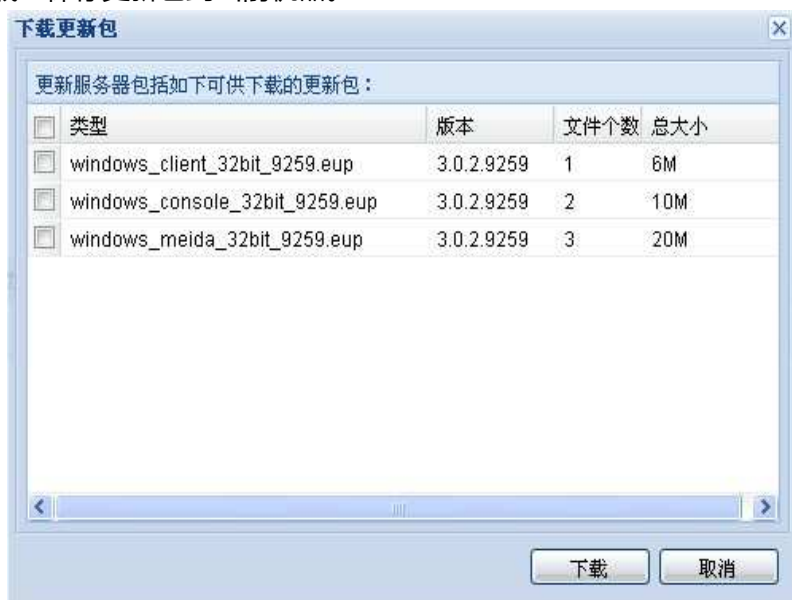 下载更新包
更新服务器包括如下可供下载的更新包：
类型 版本 文件个数 总大小
windows_client_32bit_9259.eup 3.0.2.9259 1 6M
windows_console_32bit_9259.eup 3.0.2.9259 2 10M
windows_meida_32bit_9259.eup 3.0.2.9259 3 20M
下载 取消